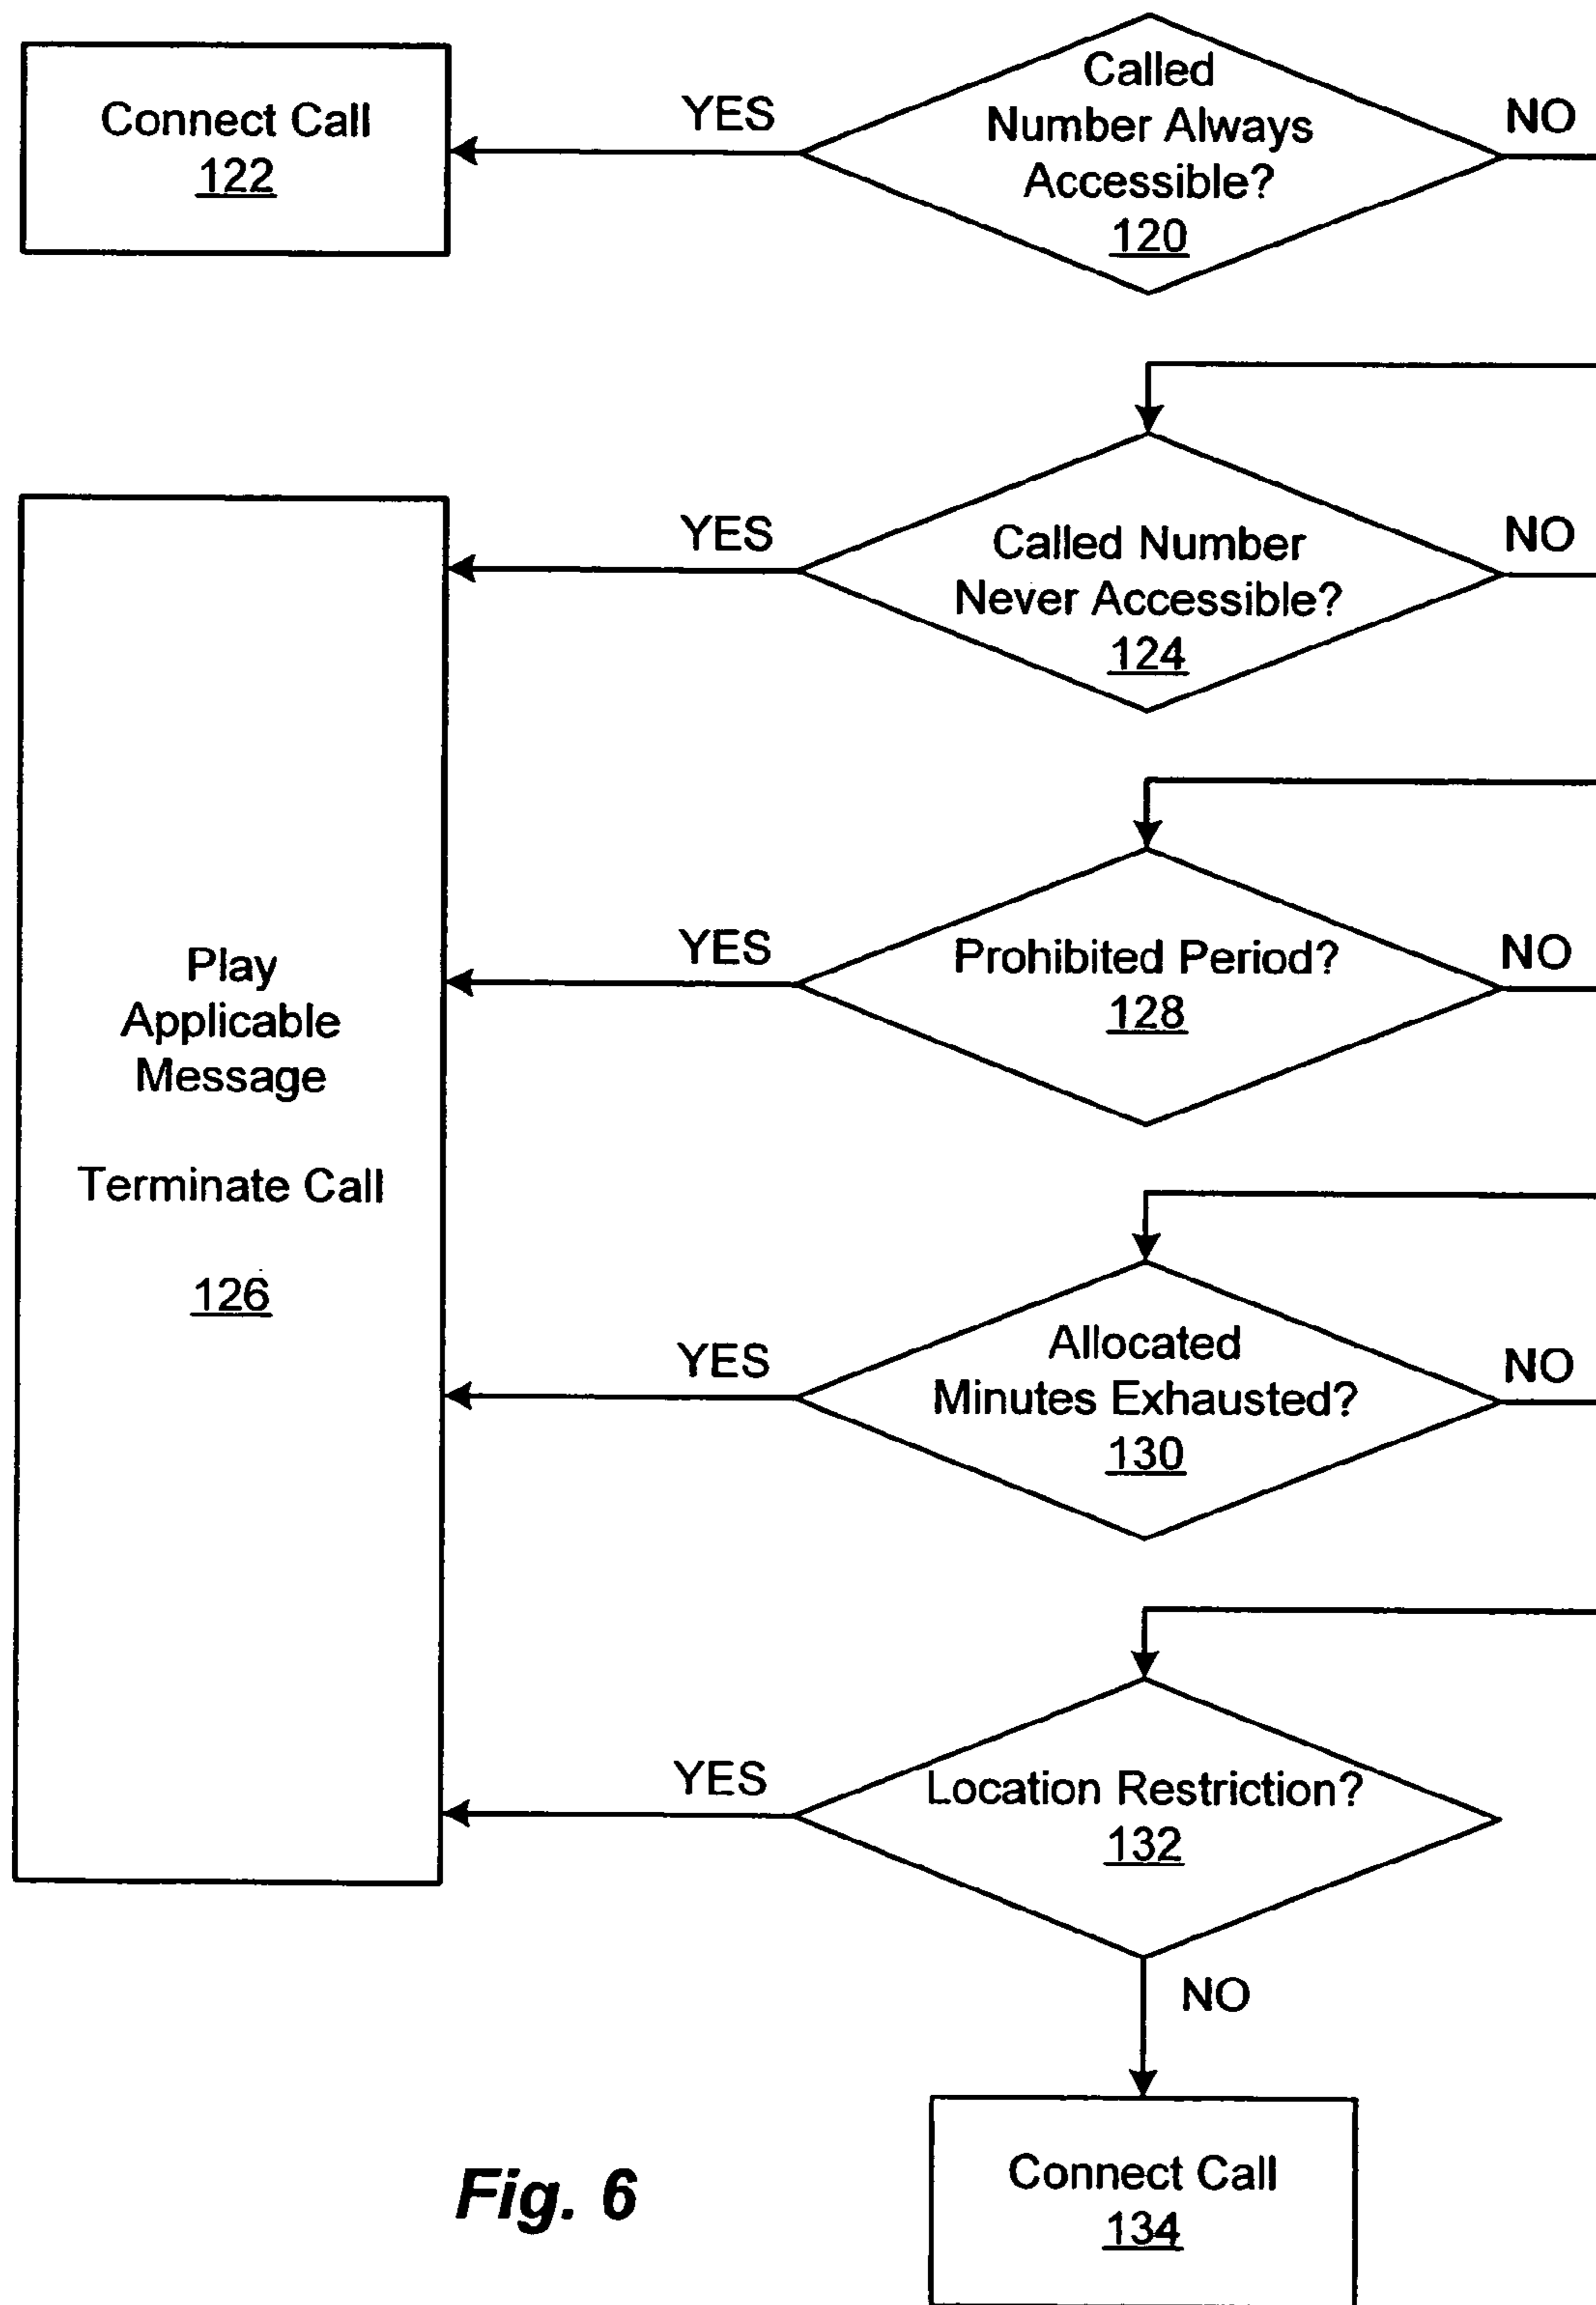 Called
Number Always
Accessible?
120
YES
NO
Connect Call
122
Called Number
Never Accessible?
124
YES
NO
Prohibited Period?
128
YES
NO
Play
Applicable
Message
Terminate Call
126
Allocated
Minutes Exhausted?
130
YES
NO
Location Restriction?
132
YES
NO
Connect Call
134
Fig. 6